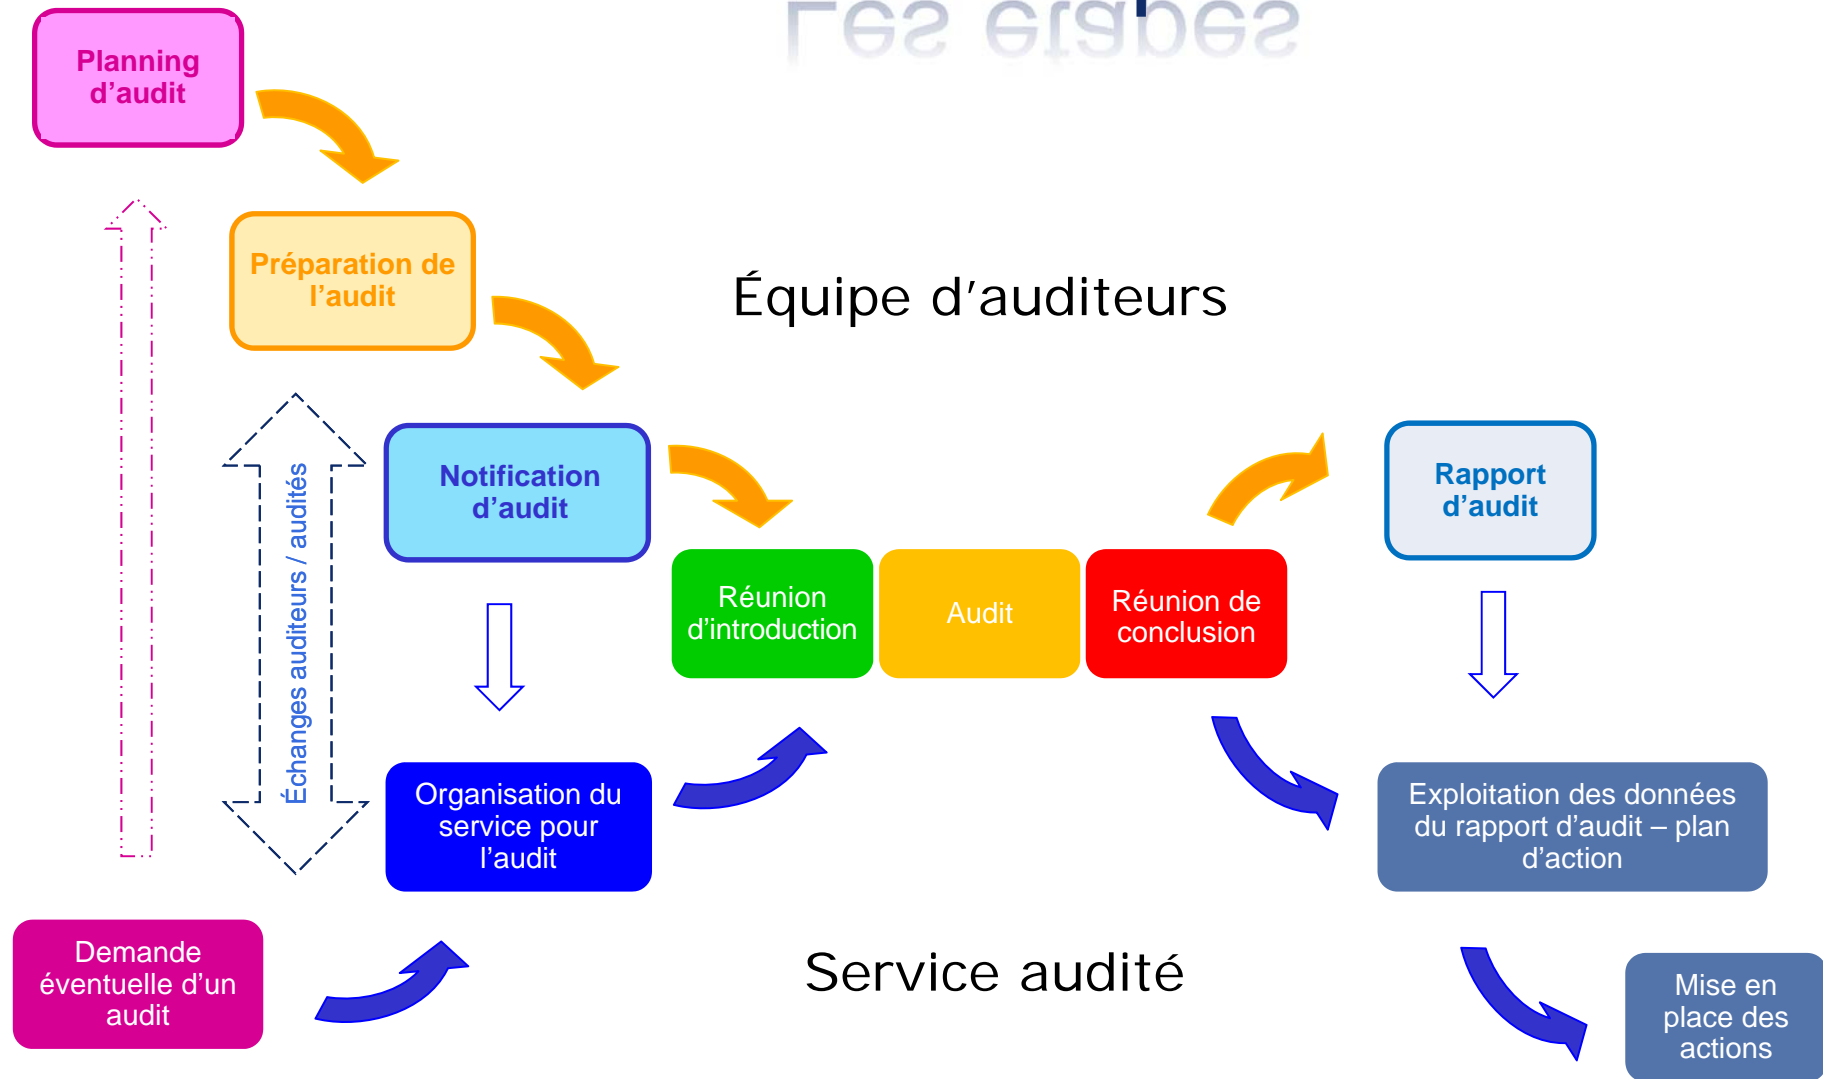 Les étapes
Planning
d’audit
Préparation de
l’audit
Équipe d’auditeurs
Notification
d’audit
Rapport
d’audit
Échanges auditeurs / audités
Réunion
d’introduction
Audit
Réunion de
conclusion
Organisation du
service pour
l’audit
Exploitation des données
du rapport d’audit – plan
d’action
Demande
éventuelle d’un
audit
Service audité
Mise en
place des
actions